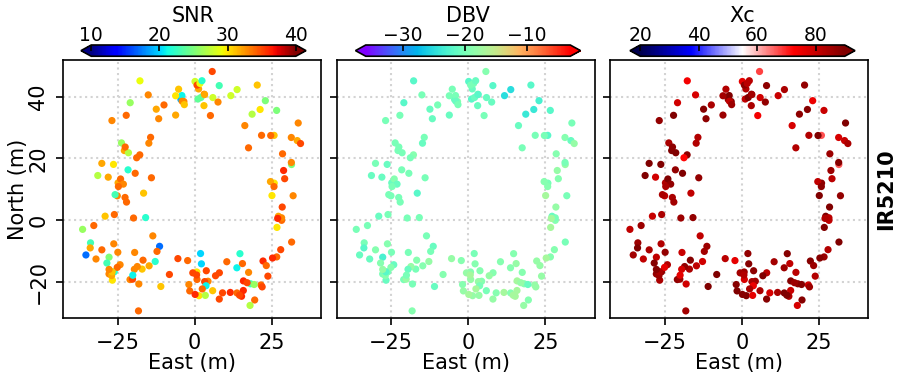 SNR DBV Xc
10 20 30 40 −30 −20 −10 20 40 60 80
40
20
0
−20
North (m)
IR5210
−25 0 25 −25 0 25 −25 0 25
East (m) East (m) East (m)